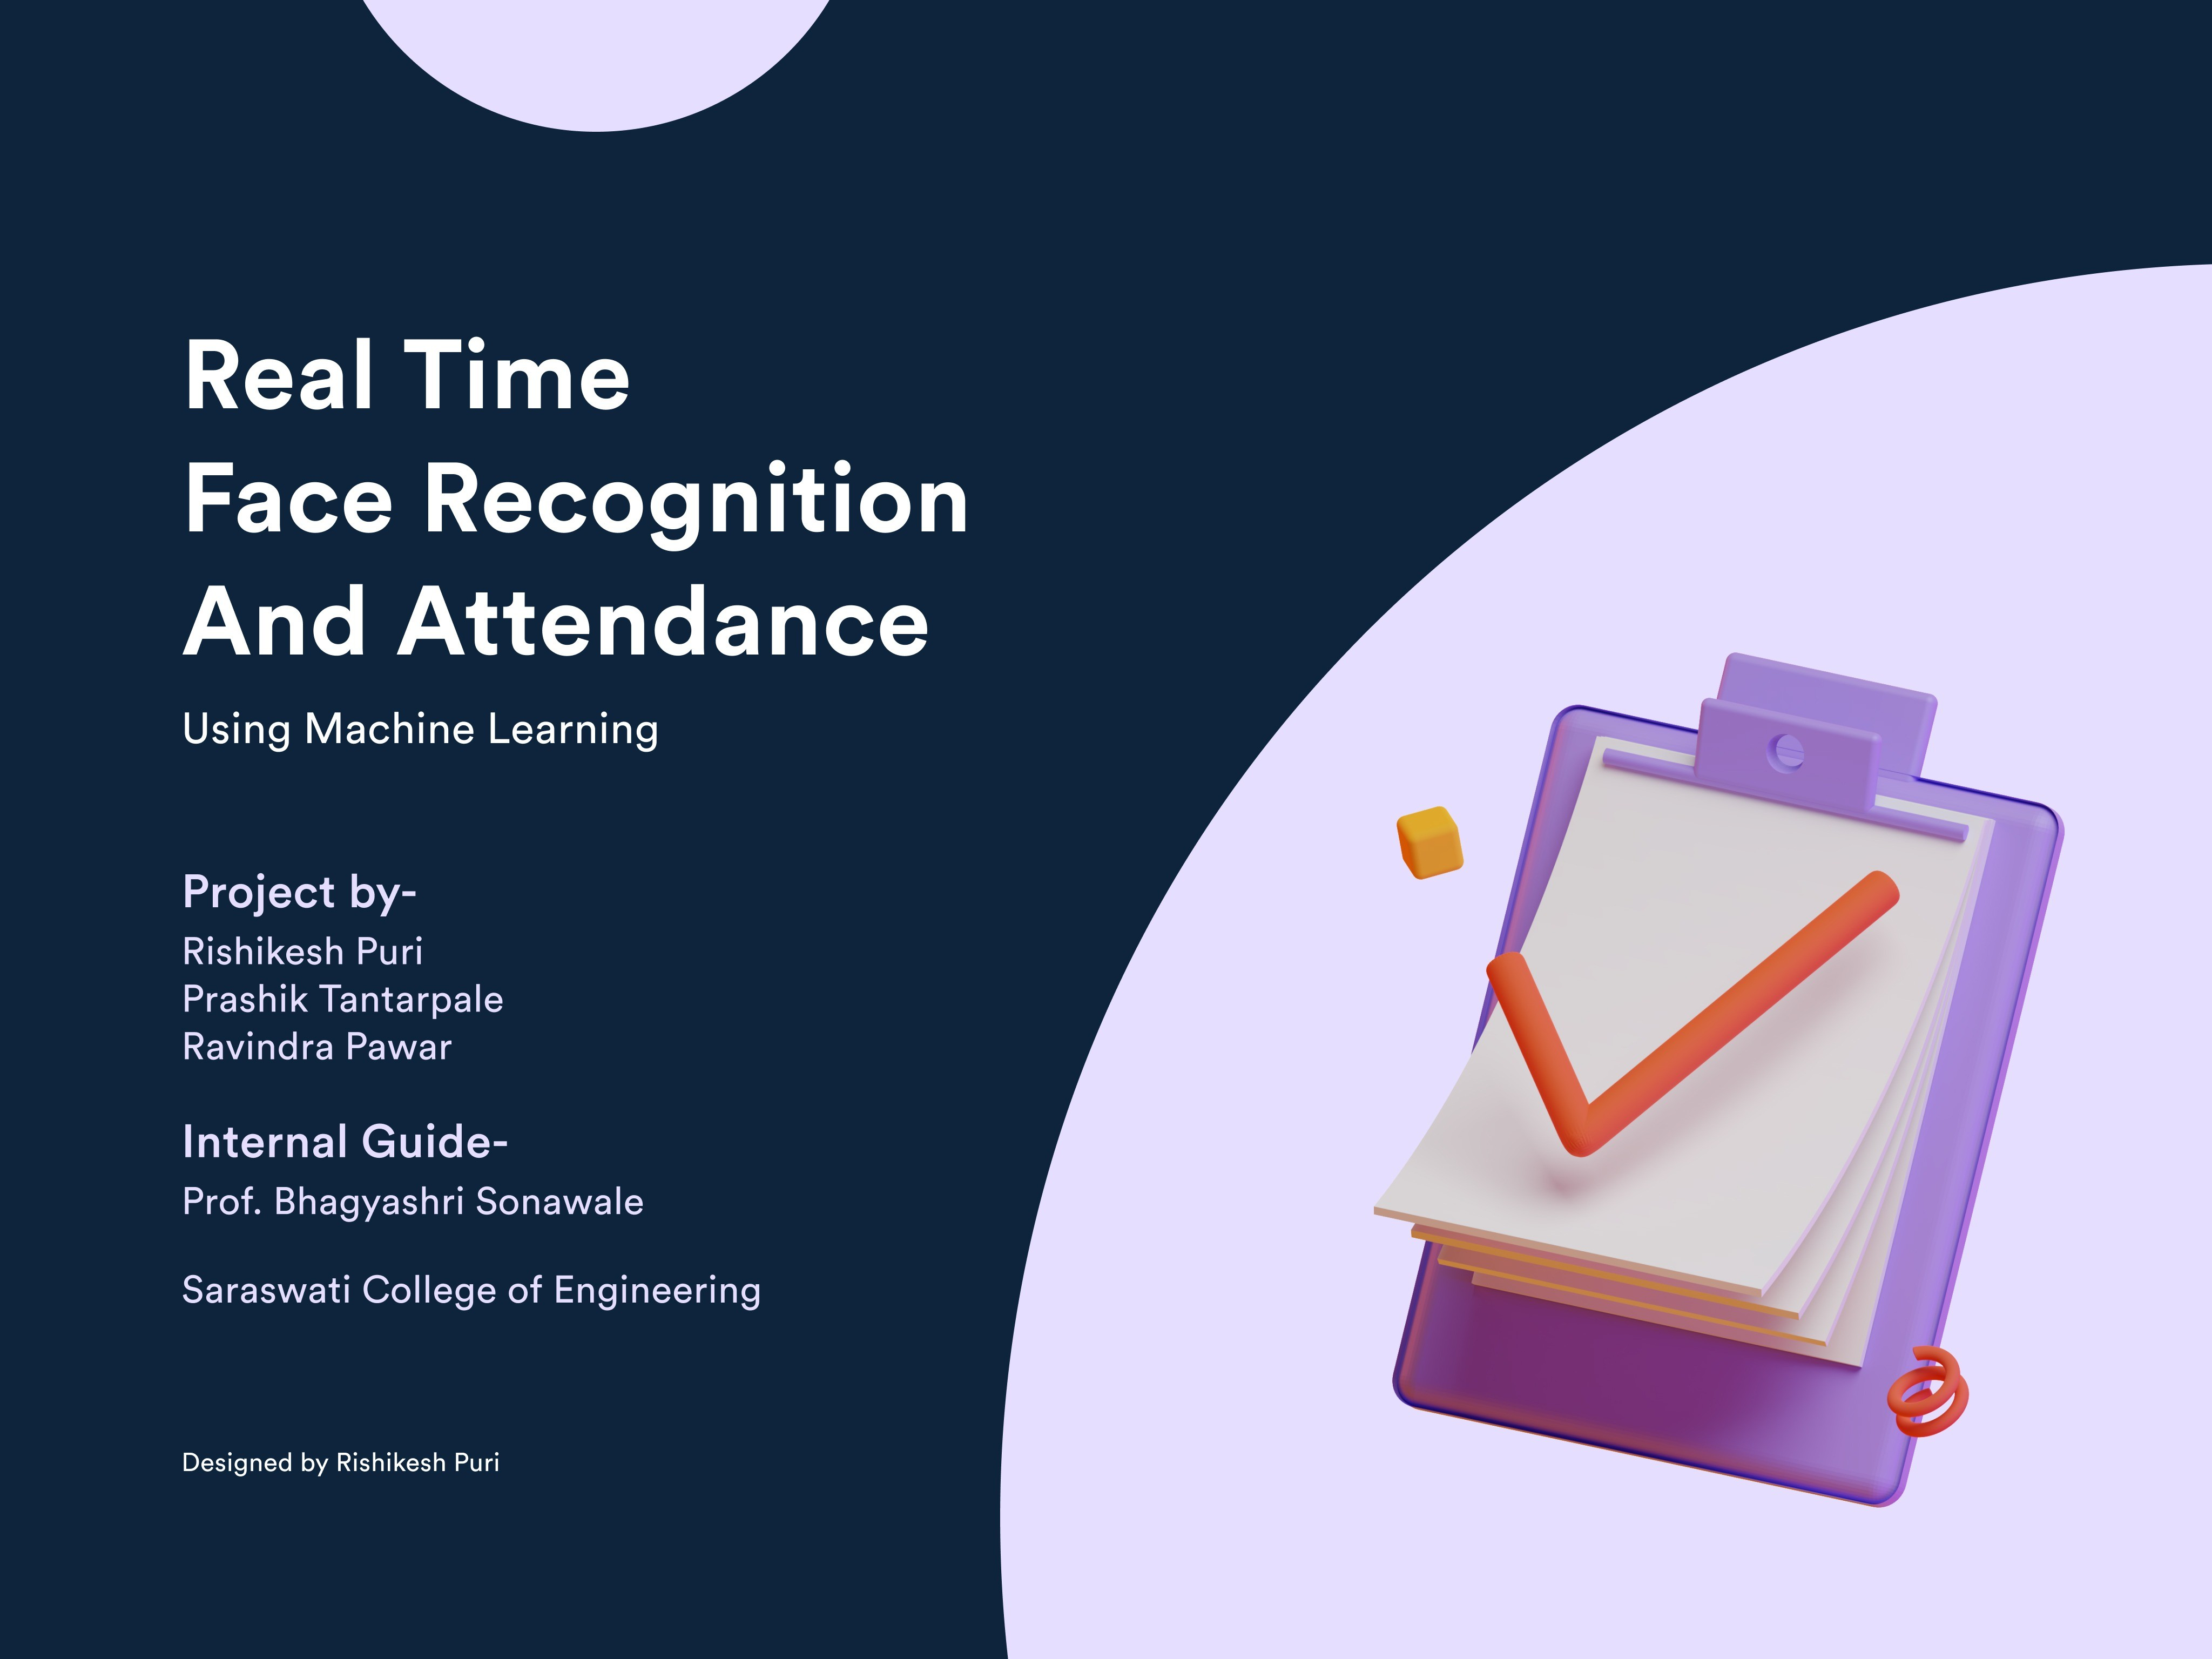 Real Time
Face Recognition
And Attendance
Using Machine Learning
Project by-
Rishikesh Puri
Prashik Tantarpale
Ravindra Pawar
Internal Guide-
Prof. Bhagyashri Sonawale
Saraswati College of Engineering
Designed by Rishikesh Puri